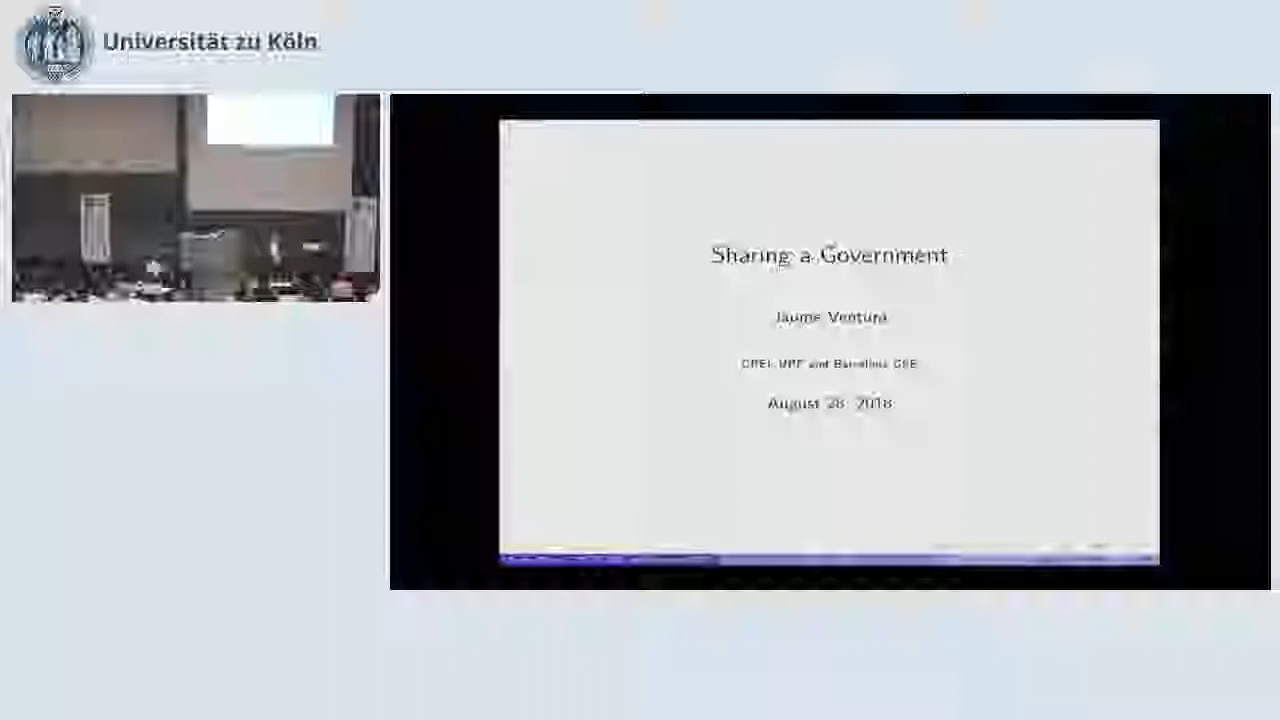 Universität zu Köln
Sharing a Government
Jaume Ventura
CREI, UPF and Barcelona GSE
August 28, 2018